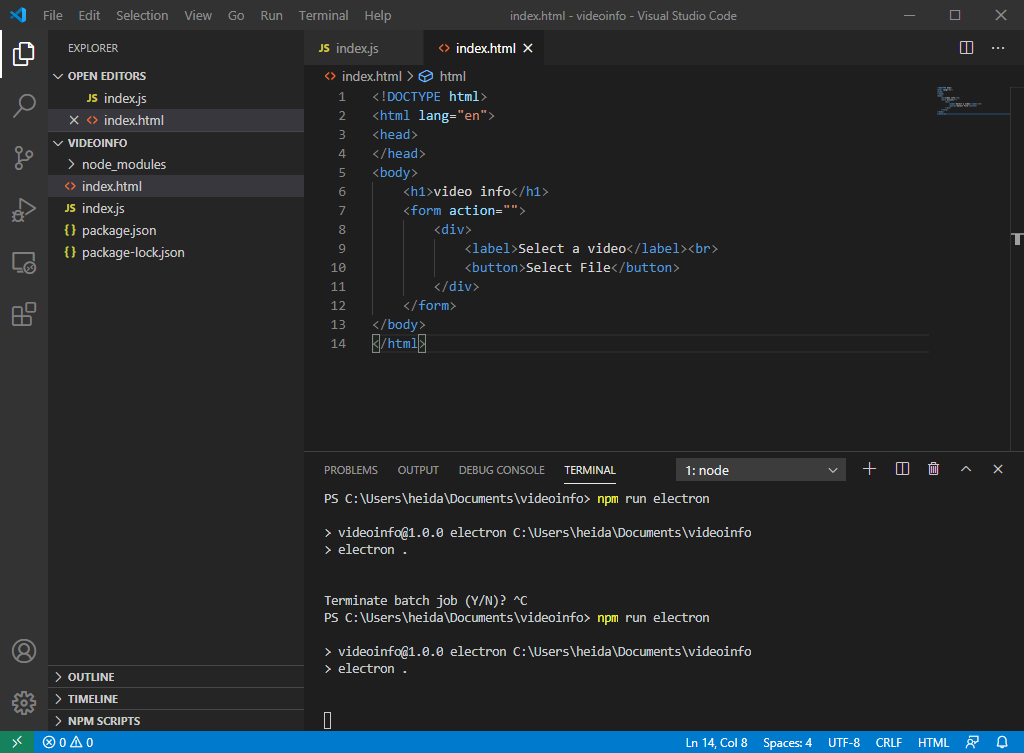 File Edit Selection View Go Run Terminal Help index.html - videoinfo - Visual Studio Code
EXPLORER
OPEN EDITORS
JS index.js
<> index.html
VIDEOINFO
node_modules
<> index.html
JS index.js
{} package.json
{} package-lock.json
OUTLINE
TIMELINE
NPM SCRIPTS
JS index.js <> index.html
<> index.html > html
1 <!DOCTYPE html>
2 <html lang="en">
3 <head>
4 </head>
5 <body>
6 <h1>video info</h1>
7 <form action="">
8 <div>
9 <label>Select a video</label><br>
10 <button>Select File</button>
11 </div>
12 </form>
13 </body>
14 </html>
PROBLEMS OUTPUT DEBUG CONSOLE TERMINAL 1: node
PS C:\Users\heida\Documents\videoinfo> npm run electron
> videoinfo@1.0.0 electron C:\Users\heida\Documents\videoinfo
> electron .
Terminate batch job (Y/N)? ^C
PS C:\Users\heida\Documents\videoinfo> npm run electron
> videoinfo@1.0.0 electron C:\Users\heida\Documents\videoinfo
> electron .
0 0 Ln 14, Col 8 Spaces: 4 UTF-8 CRLF HTML